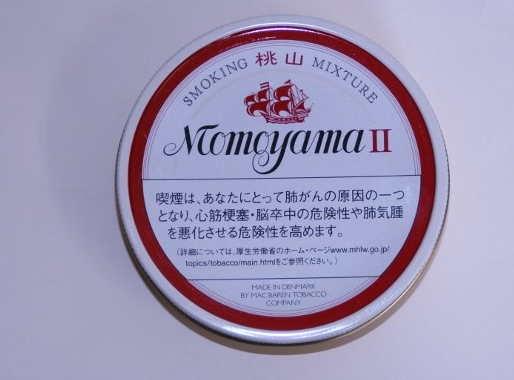 SMOKING 桃山 MIXTURE
Momoyama II
喫煙は、あなたにとって肺がんの原因の一つ
となり、心筋梗塞・脳卒中の危険性や肺気腫
を悪化させる危険性を高めます。
(詳細については、厚生労働省のホーム・ページwww.mhlw.go.jp/
topics/tobacco/main.htmlをご参照ください。)
MADE IN DENMARK
BY MAC BAREN TOBACCO
COMPANY